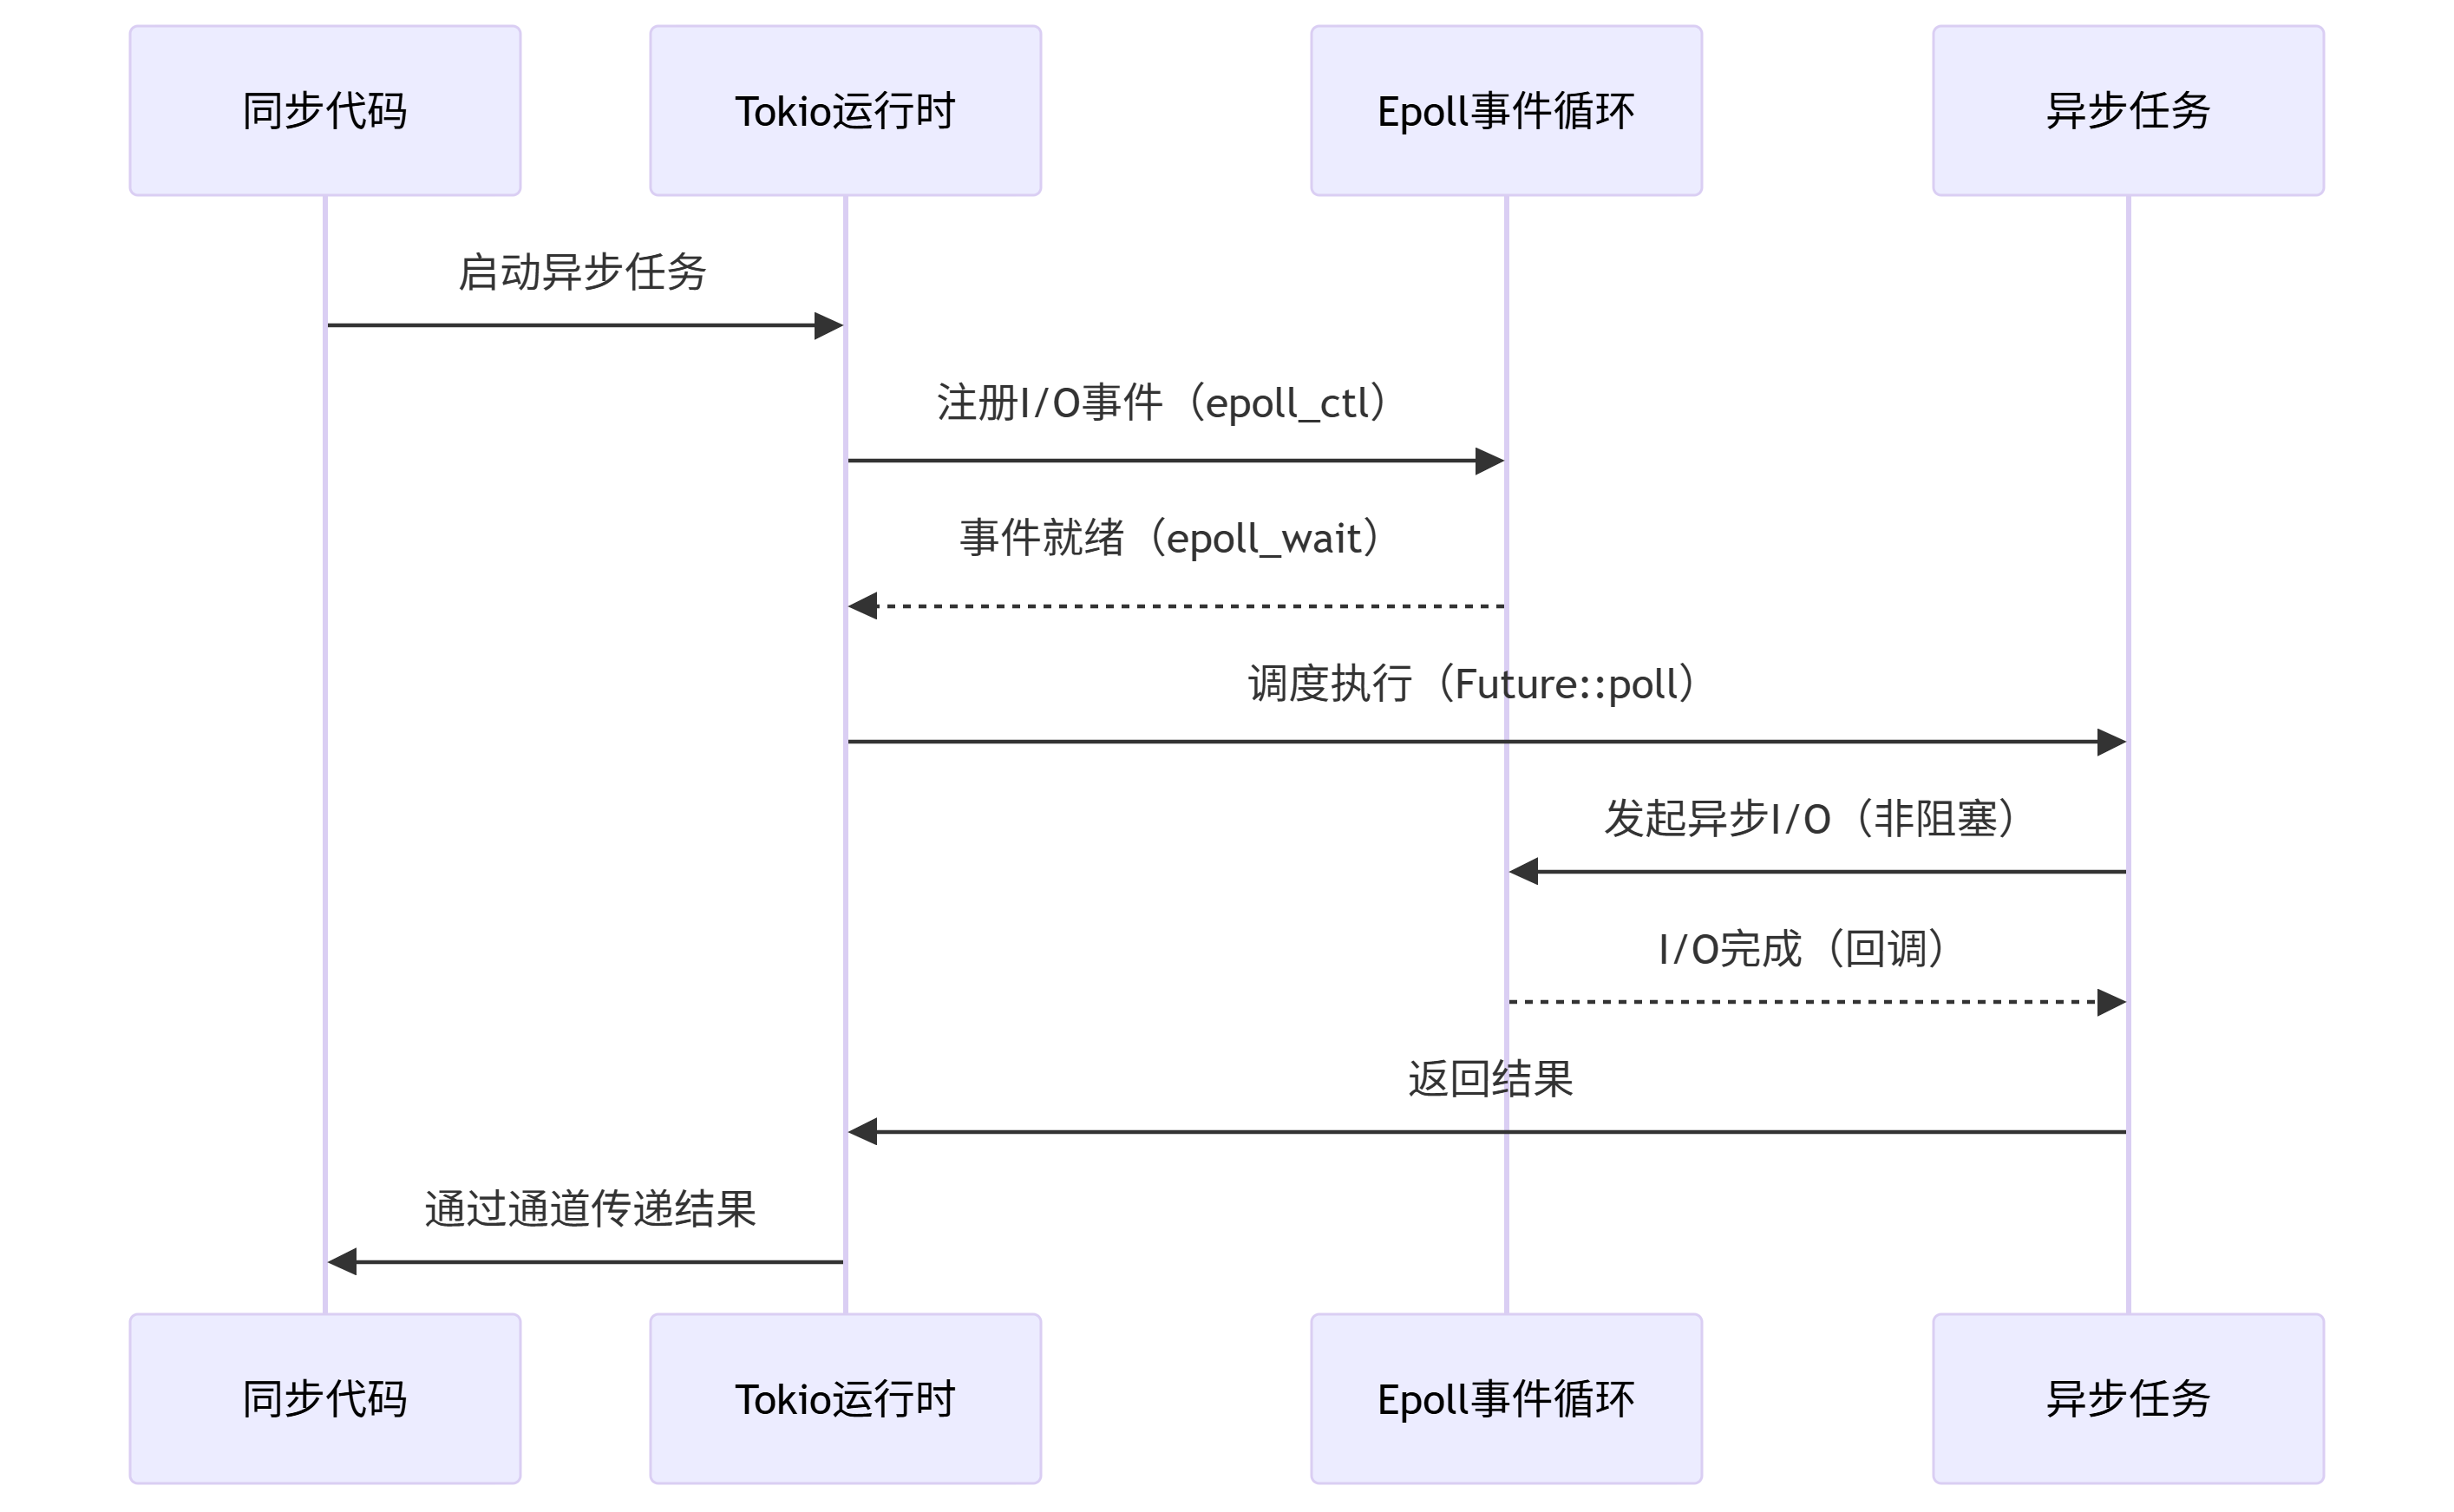 同步代码
Tokio运行时
Epoll事件循环
异步任务
启动异步任务
注册I/O事件（epoll_ctl）
事件就绪（epoll_wait）
调度执行（Future::poll）
发起异步I/O（非阻塞）
I/O完成（回调）
返回结果
通过通道传递结果
同步代码
Tokio运行时
Epoll事件循环
异步任务